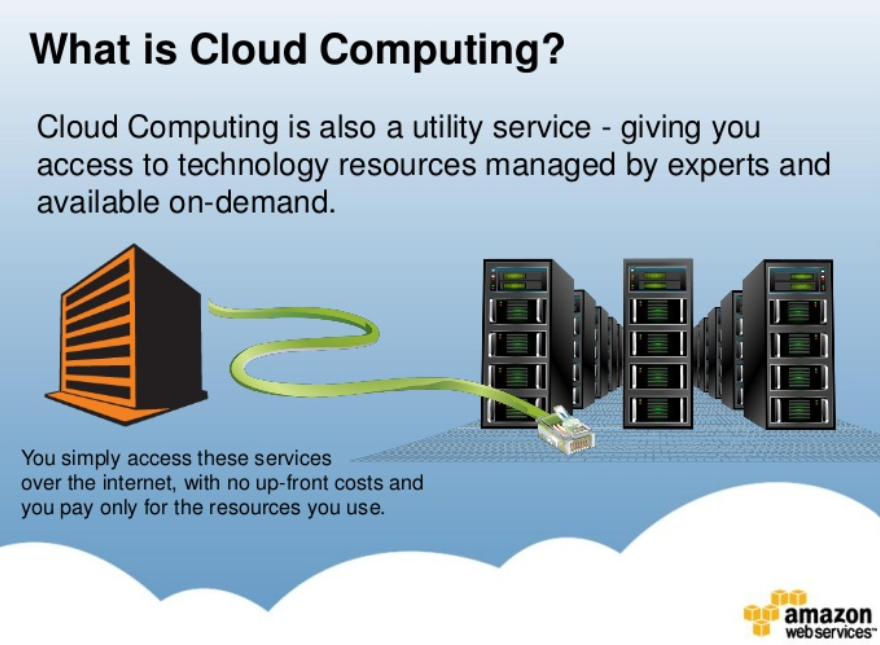 What is Cloud Computing?
Cloud Computing is also a utility service - giving you
access to technology resources managed by experts and
available on-demand.
You simply access these services
over the internet, with no up-front costs and
you pay only for the resources you use.
amazon
webservices™